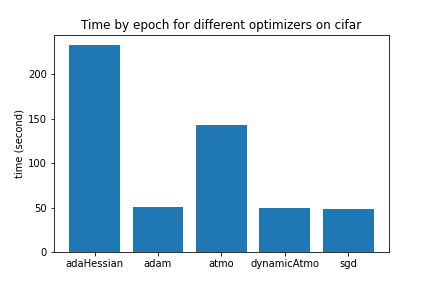 Time by epoch for different optimizers on cifar
time (second)
200
150
100
50
0
adaHessian adam atmo dynamicAtmo sgd